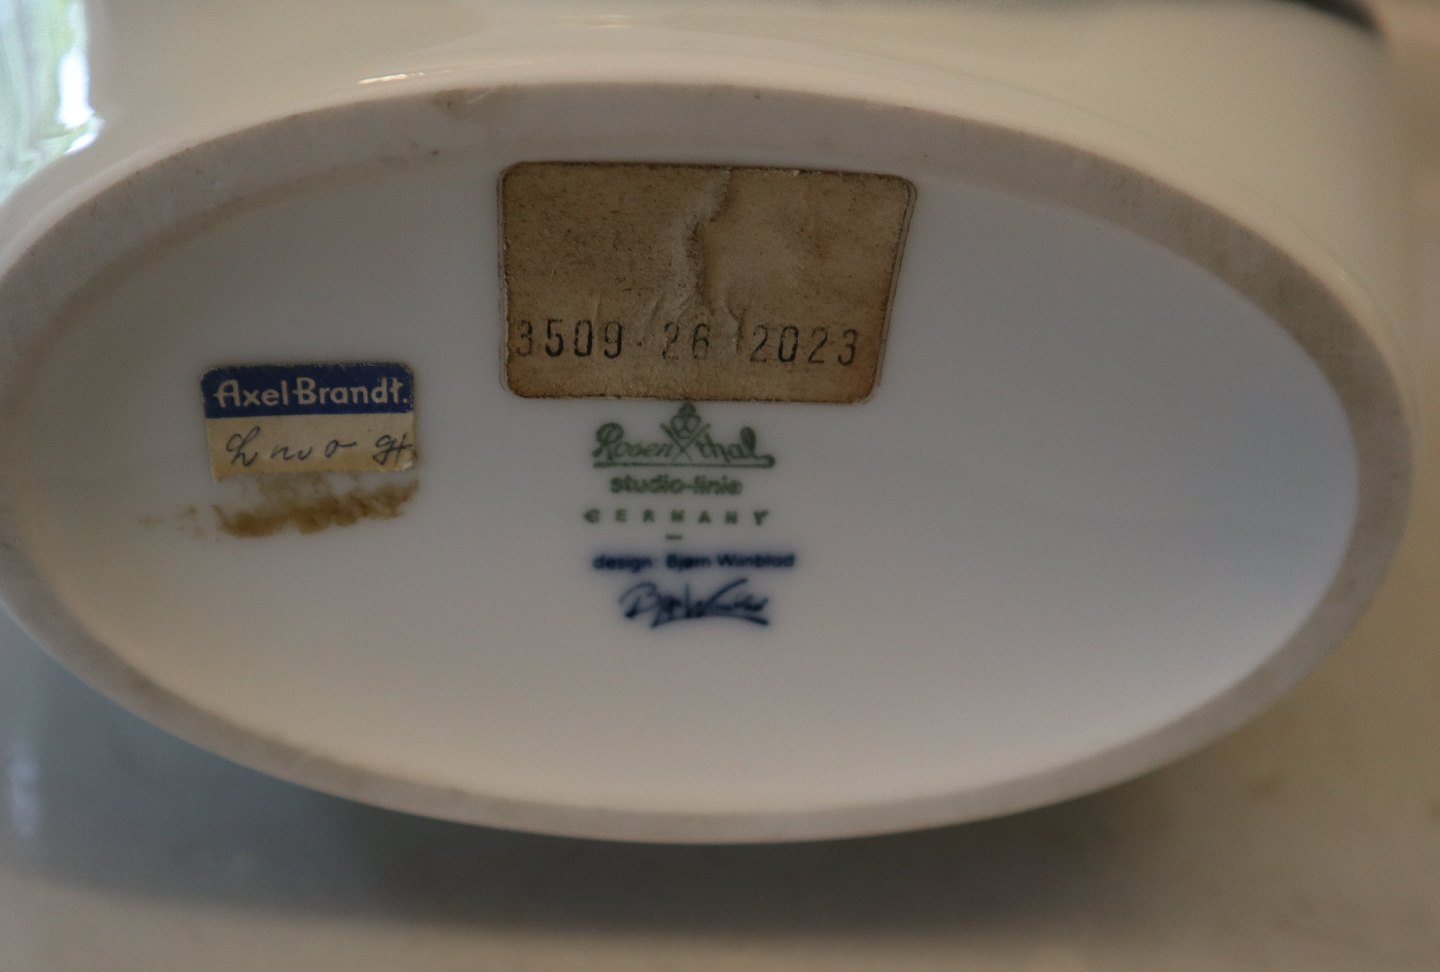 3509 26 2023
Axel Brandt.
Rosenthal
studio-linie
GERMANY
design: Bjørn Wiinblad